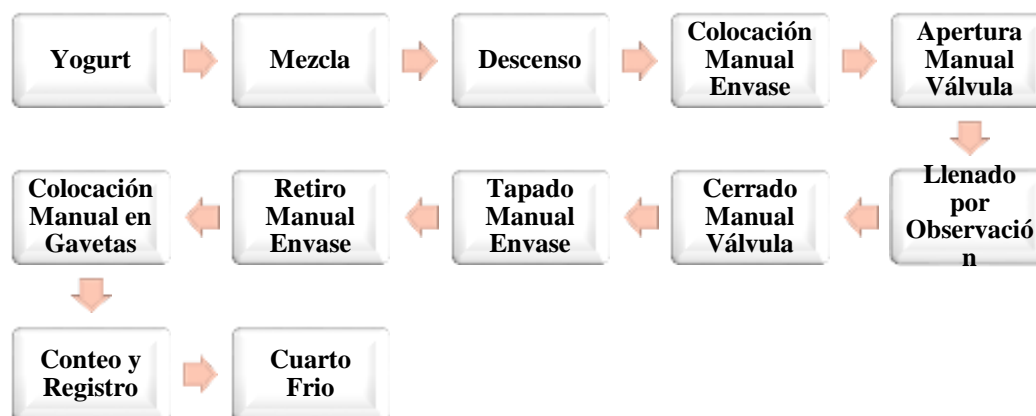 Yogurt
Mezcla
Descenso
Colocación
Manual
Envase
Apertura
Manual
Válvula
Llenado
por
Observació
n
Cerrado
Manual
Válvula
Tapado
Manual
Envase
Retiro
Manual
Envase
Colocación
Manual en
Gavetas
Conteo y
Registro
Cuarto
Frio